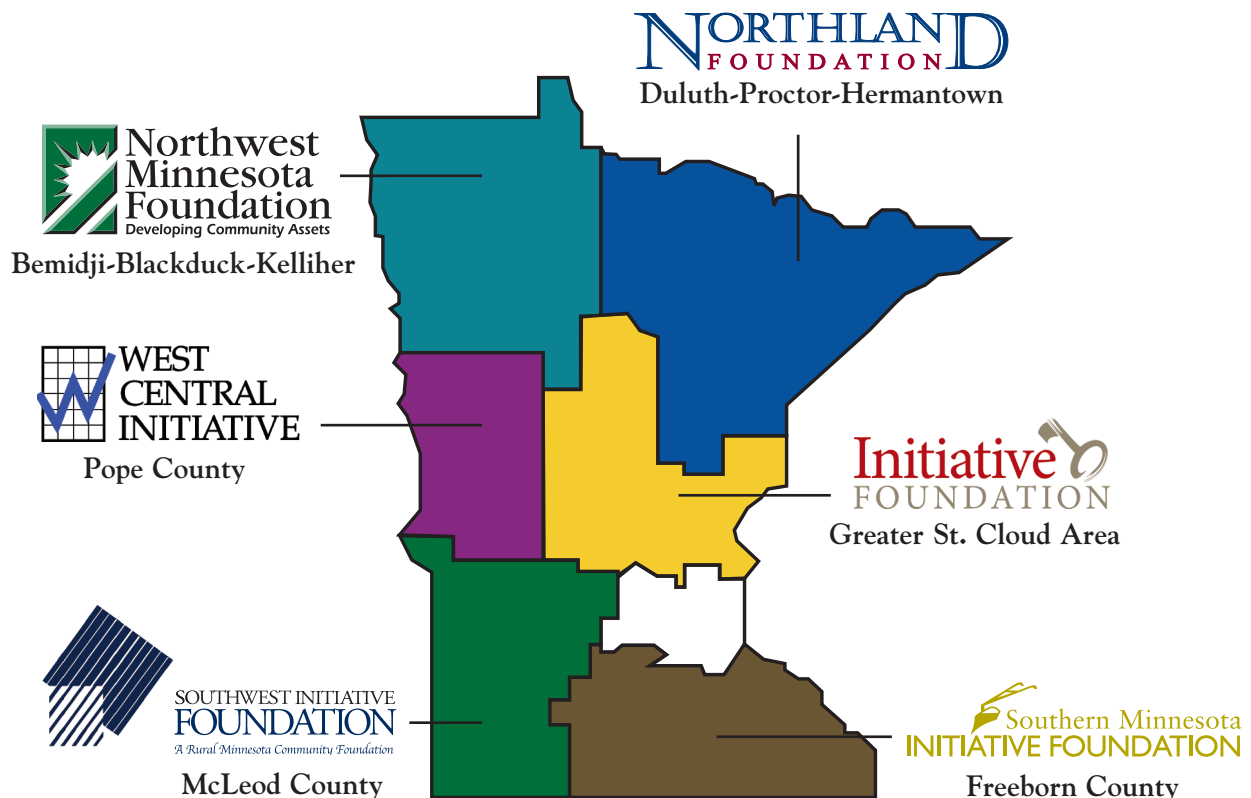 NORTHLAND
FOUNDATION
Duluth-Proctor-Hermantown
Northwest
Minnesota
Foundation
Developing Community Assets
Bemidji-Blackduck-Kelliher
WEST
CENTRAL
INITIATIVE
Pope County
Initiative
FOUNDATION
Greater St. Cloud Area
SOUTHWEST INITIATIVE
FOUNDATION
A Rural Minnesota Community Foundation
McLeod County
Southern Minnesota
INITIATIVE FOUNDATION
Freeborn County